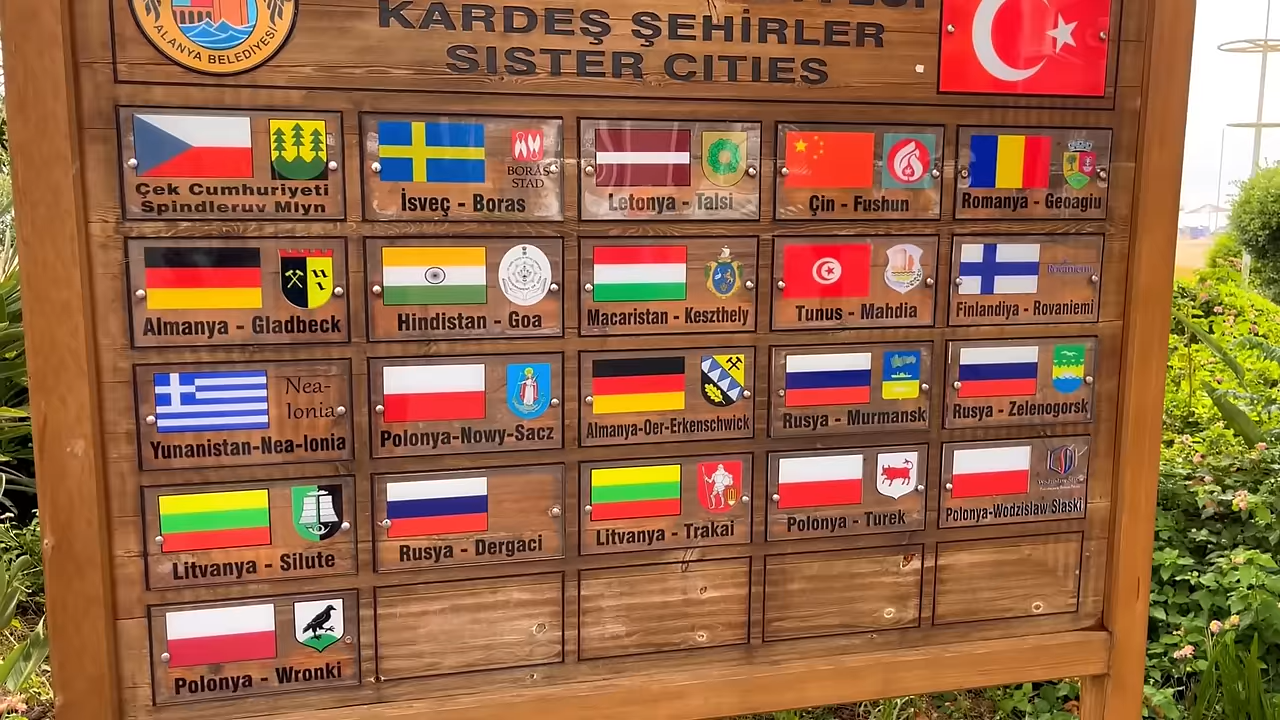 ALANYA BELEDİYESİ
KARDEŞ ŞEHİRLER
SISTER CITIES
Çek Cumhuriyeti
Spindleruv Mlyn
BORÅS
STAD
İsveç - Boras
Letonya - Talsi
Çin - Fushun
Romanya - Geoagiu
Almanya - Gladbeck
Hindistan - Goa
Macaristan - Keszthely
Tunus - Mahdia
Rovaniemi
Finlandiya - Rovaniemi
Nea-
Ionia
Yunanistan-Nea-Ionia
Polonya-Nowy-Sacz
Almanya-Oer-Erkenschwick
Rusya - Murmansk
Rusya - Zelenogorsk
Litvanya - Silute
Rusya - Dergaci
Litvanya - Trakai
Polonya - Turek
Polonya-Wodzislaw Slaski
Polonya - Wronki